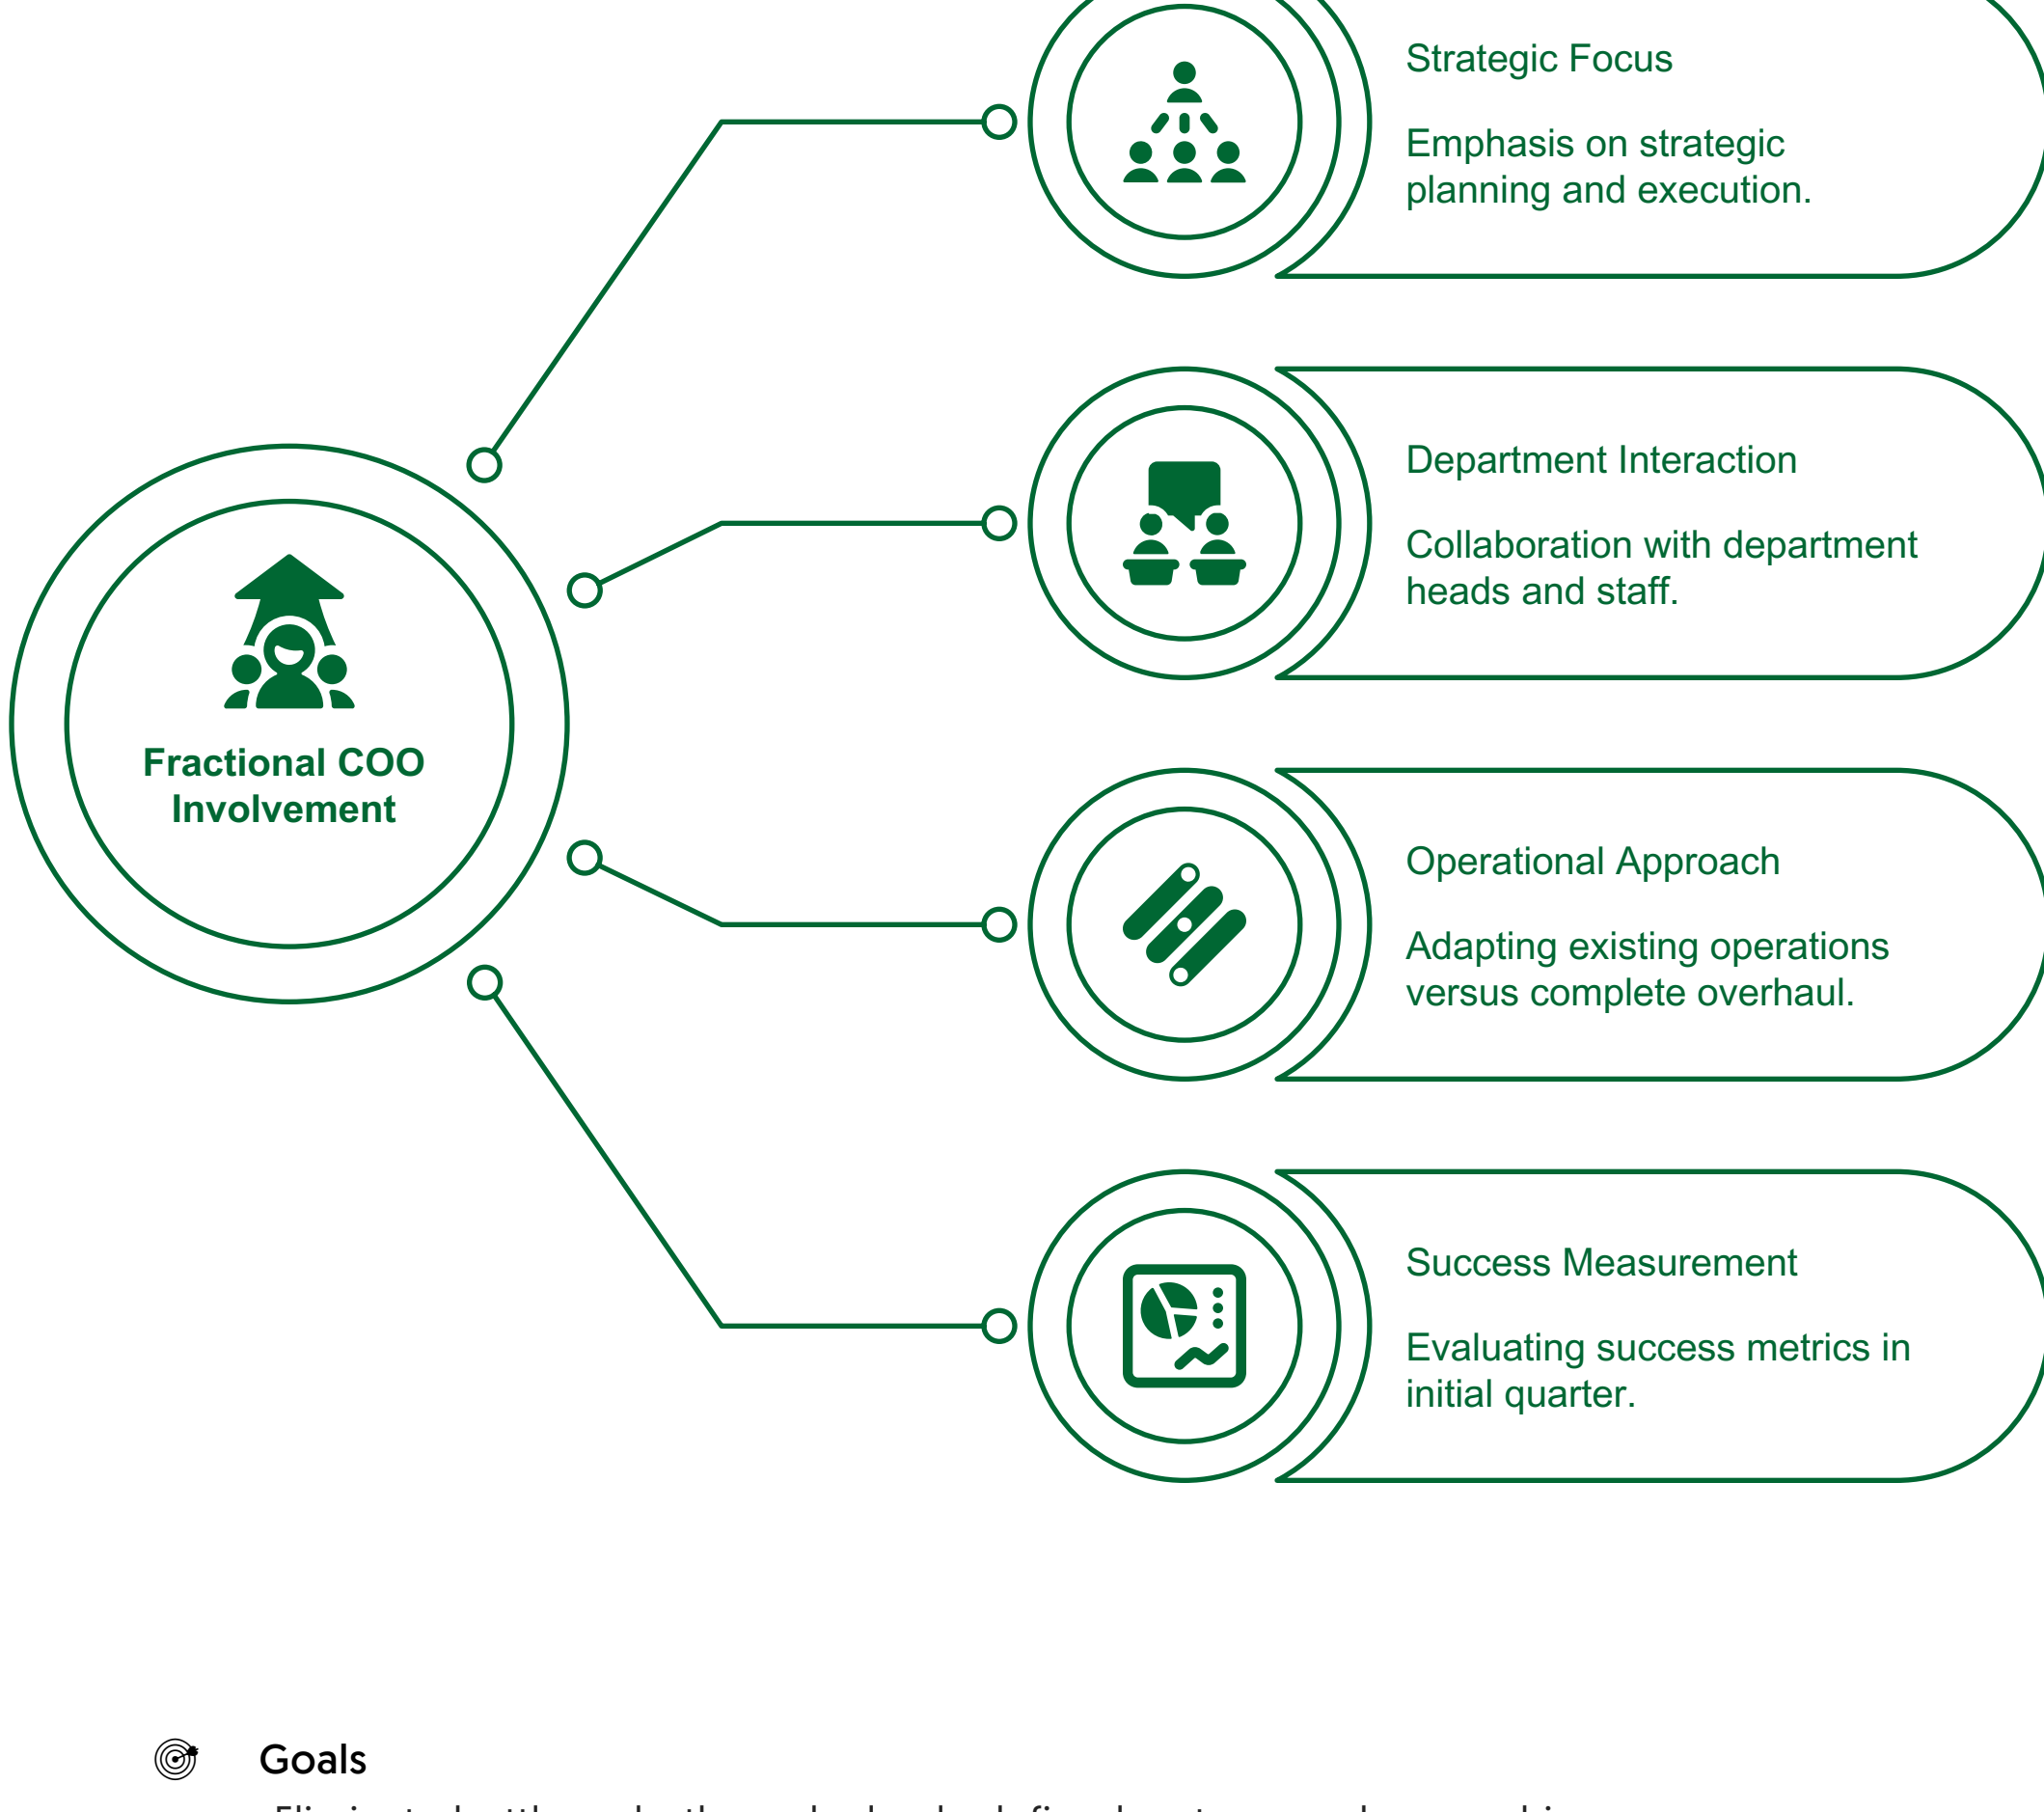 Strategic Focus
Emphasis on strategic
planning and execution.
Department Interaction
Collaboration with department
heads and staff.
Fractional COO
Involvement
Operational Approach
Adapting existing operations
versus complete overhaul.
Success Measurement
Evaluating success metrics in
initial quarter.
Goals